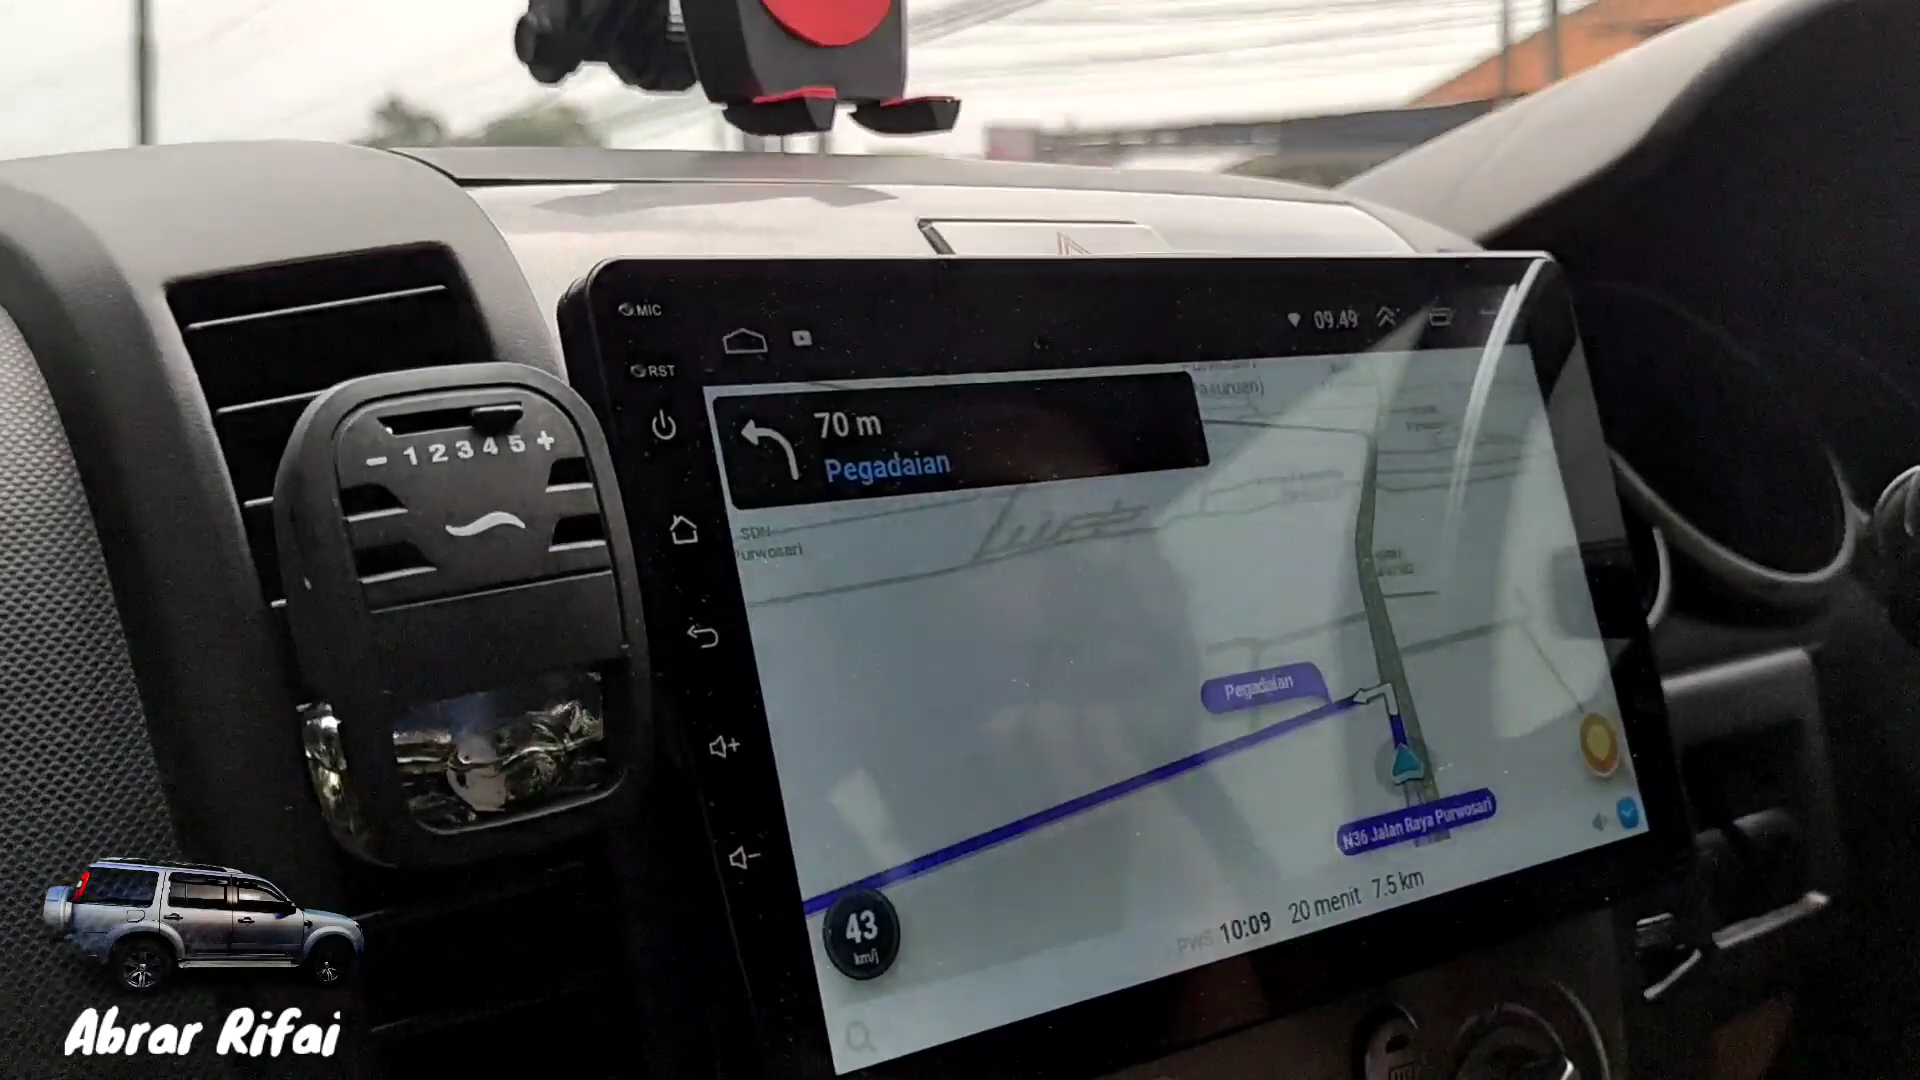 MIC
RST
09.49
70 m
Pegadaian
- 1 2 3 4 5 +
SDN
Purwosari
Pegadaian
N36 Jalan Raya Purwosari
43
km/j
PWS 10:09 20 menit 7.5 km
Abrar Rifai